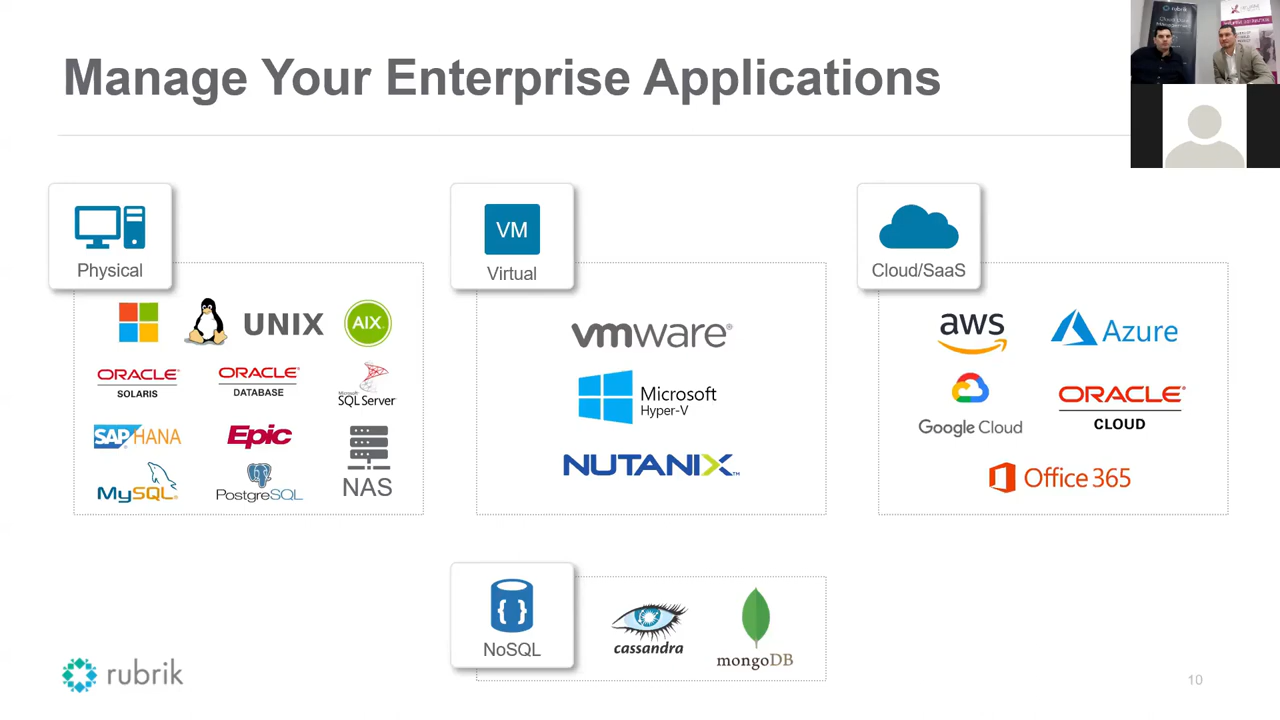 Manage Your Enterprise Applications
rubrik
Physical
UNIX
AIX
ORACLE
SOLARIS
ORACLE
DATABASE
Microsoft
SQL Server
SAP HANA
Epic
MySQL
PostgreSQL
NAS
VM
Virtual
vmware®
Microsoft
Hyper-V
NUTANIX™
Cloud/SaaS
aws
Azure
Google Cloud
ORACLE®
CLOUD
Office 365
{ }
NoSQL
cassandra
mongoDB
rubrik
10